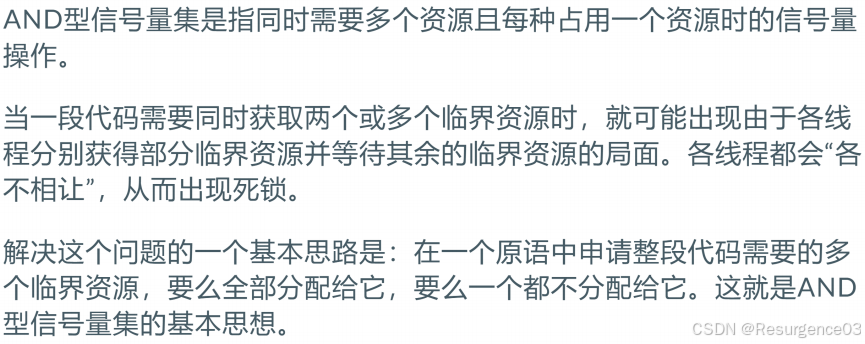 AND型信号量集是指同时需要多个资源且每种占用一个资源时的信号量
操作。
当一段代码需要同时获取两个或多个临界资源时，就可能出现由于各线
程分别获得部分临界资源并等待其余的临界资源的局面。各线程都会“各
不相让”，从而出现死锁。
解决这个问题的一个基本思路是：在一个原语中申请整段代码需要的多
个临界资源，要么全部分配给它，要么一个都不分配给它。这就是AND
型信号量集的基本思想。
CSDN @Resurgence03